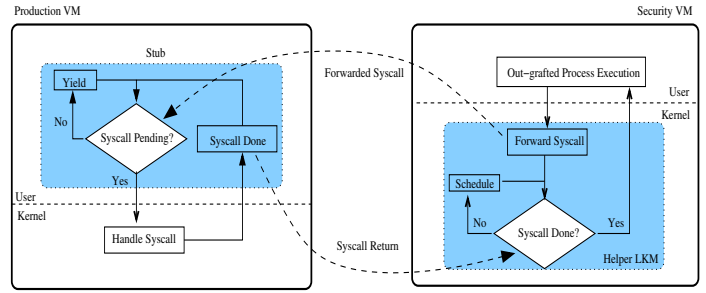 Production VM
Security VM
Stub
Yield
No
Syscall Pending?
Syscall Done
Yes
User
Kernel
Handle Syscall
Forwarded Syscall
Syscall Return
Out-grafted Process Execution
User
Kernel
Forward Syscall
Schedule
No
Syscall Done?
Yes
Helper LKM